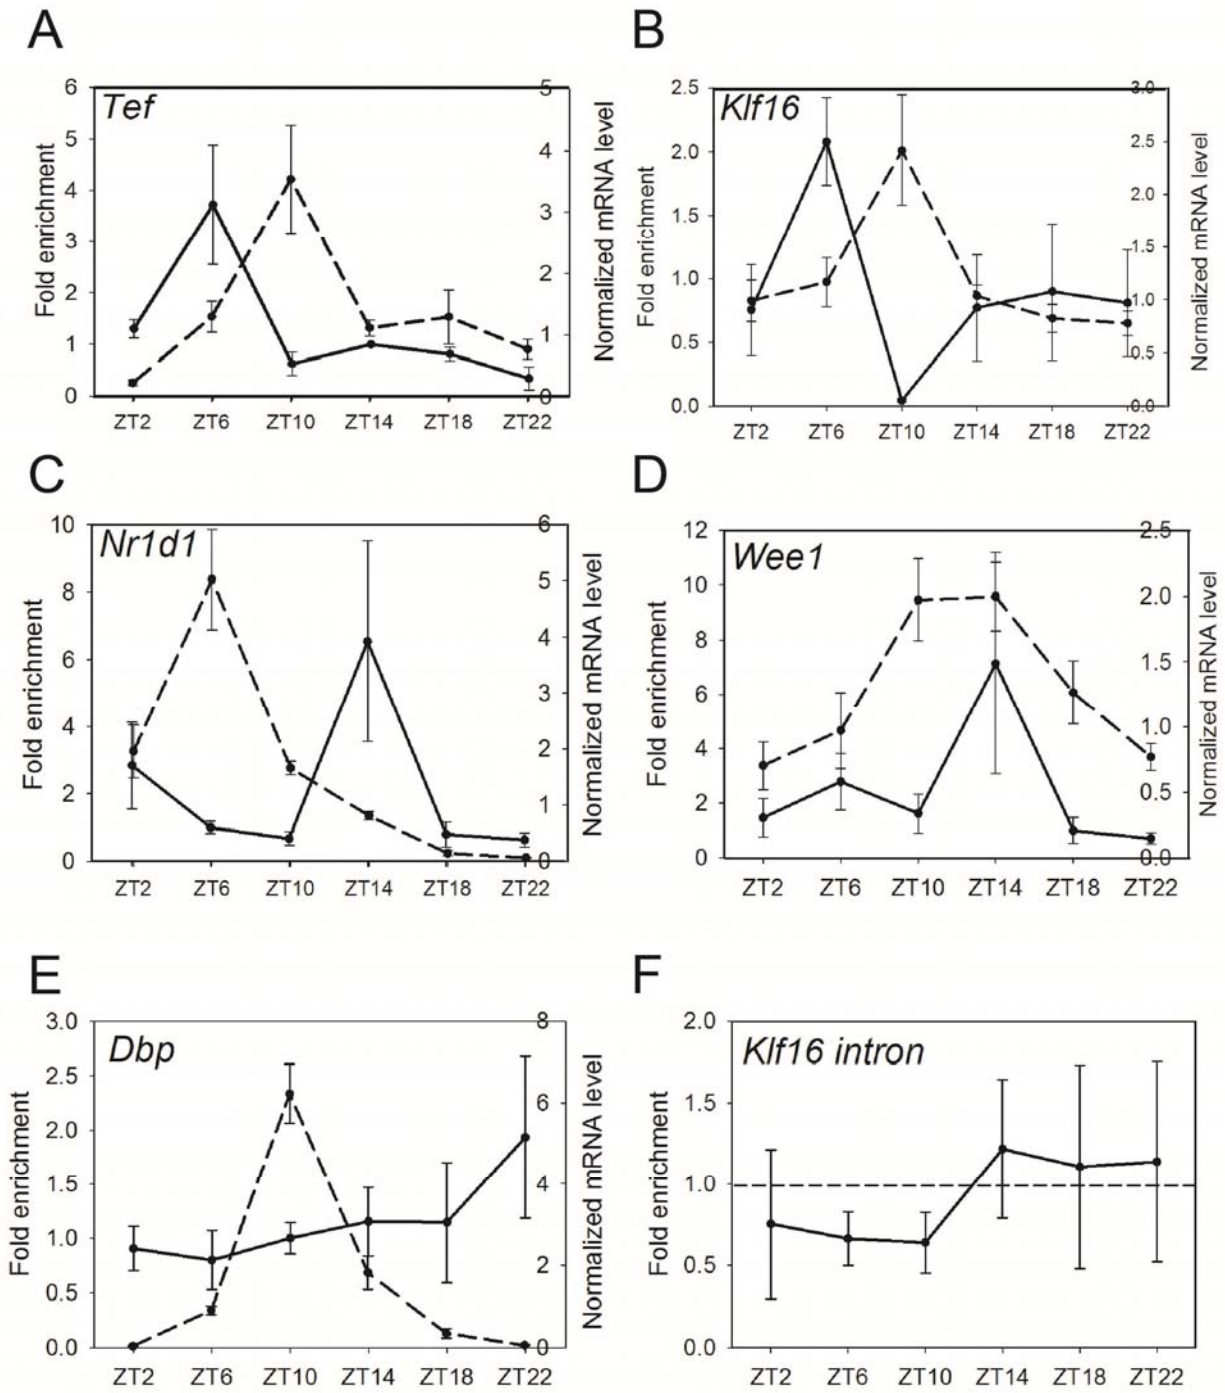 A
Tef
Fold enrichment
6
5
4
3
2
1
0
5
4
3
2
1
0
Normalized mRNA level
ZT2 ZT6 ZT10 ZT14 ZT18 ZT22
B
Klf16
Fold enrichment
2.5
2.0
1.5
1.0
0.5
0.0
3.0
2.5
2.0
1.5
1.0
0.5
0.0
Normalized mRNA level
ZT2 ZT6 ZT10 ZT14 ZT18 ZT22
C
Nr1d1
Fold enrichment
10
8
6
4
2
0
6
5
4
3
2
1
0
Normalized mRNA level
ZT2 ZT6 ZT10 ZT14 ZT18 ZT22
D
Wee1
Fold enrichment
12
10
8
6
4
2
0
2.5
2.0
1.5
1.0
0.5
0.0
Normalized mRNA level
ZT2 ZT6 ZT10 ZT14 ZT18 ZT22
E
Dbp
Fold enrichment
3.0
2.5
2.0
1.5
1.0
0.5
0.0
8
6
4
2
0
Normalized mRNA level
ZT2 ZT6 ZT10 ZT14 ZT18 ZT22
F
Klf16 intron
Fold enrichment
2.0
1.5
1.0
0.5
0.0
ZT2 ZT6 ZT10 ZT14 ZT18 ZT22